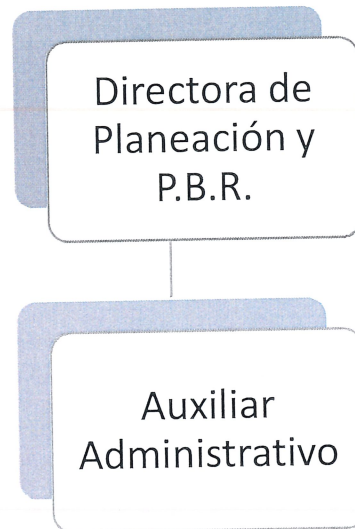 Directora de
Planeación y
P.B.R.
Auxiliar
Administrativo